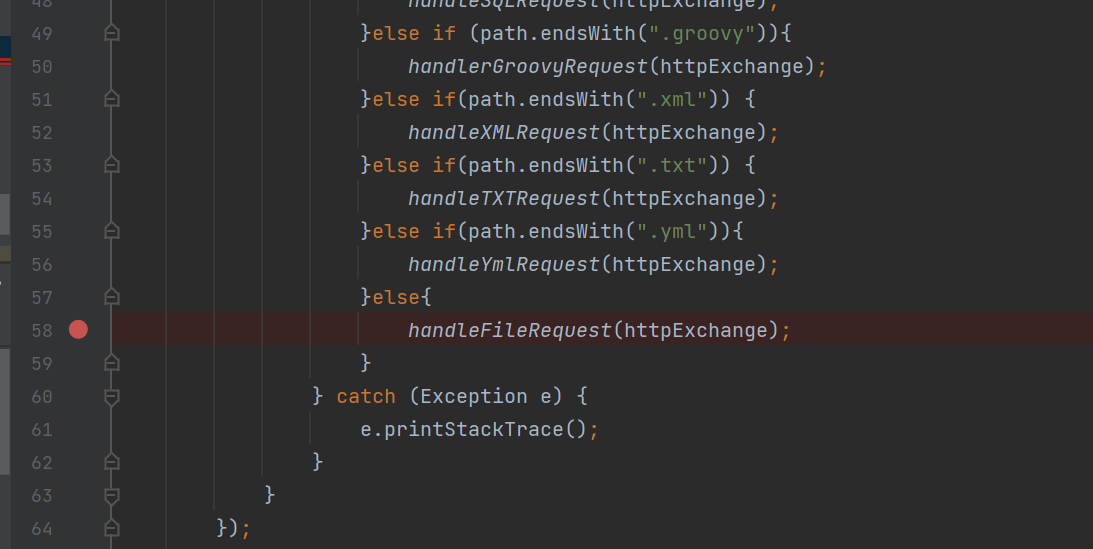 48 handleSQLRequest(httpExchange);
49 }else if (path.endsWith(".groovy")){
50 handlerGroovyRequest(httpExchange);
51 }else if(path.endsWith(".xml")) {
52 handleXMLRequest(httpExchange);
53 }else if(path.endsWith(".txt")) {
54 handleTXTRequest(httpExchange);
55 }else if(path.endsWith(".yml")){
56 handleYmlRequest(httpExchange);
57 }else{
58 handleFileRequest(httpExchange);
59 }
60 } catch (Exception e) {
61 e.printStackTrace();
62 }
63 }
64 });